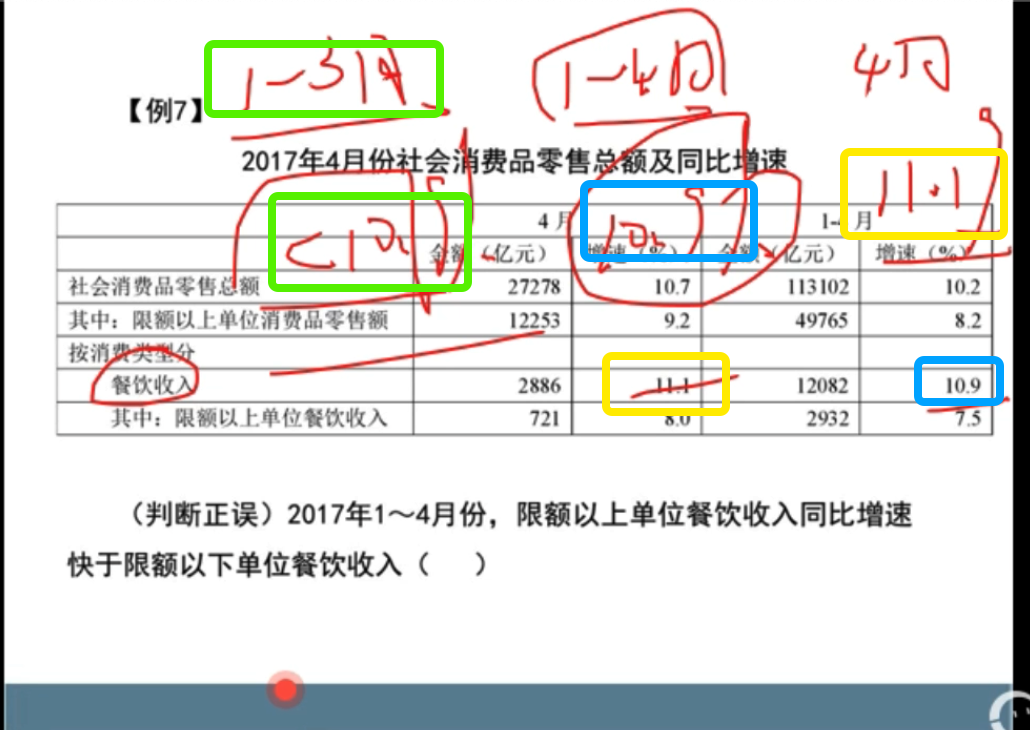 1-3月
1-4月
4月
【例7】
2017年4月份社会消费品零售总额及同比增速
11.1
4月
1-4月
<10.
10.9
金额（亿元）
增速（%）
金额（亿元）
增速（%）
社会消费品零售总额 27278 10.7 113102 10.2
其中：限额以上单位消费品零售额 12253 9.2 49765 8.2
按消费类型分
餐饮收入 2886 11.1 12082 10.9
其中：限额以上单位餐饮收入 721 8.0 2932 7.5
（判断正误）2017年1～4月份，限额以上单位餐饮收入同比增速
快于限额以下单位餐饮收入（ ）